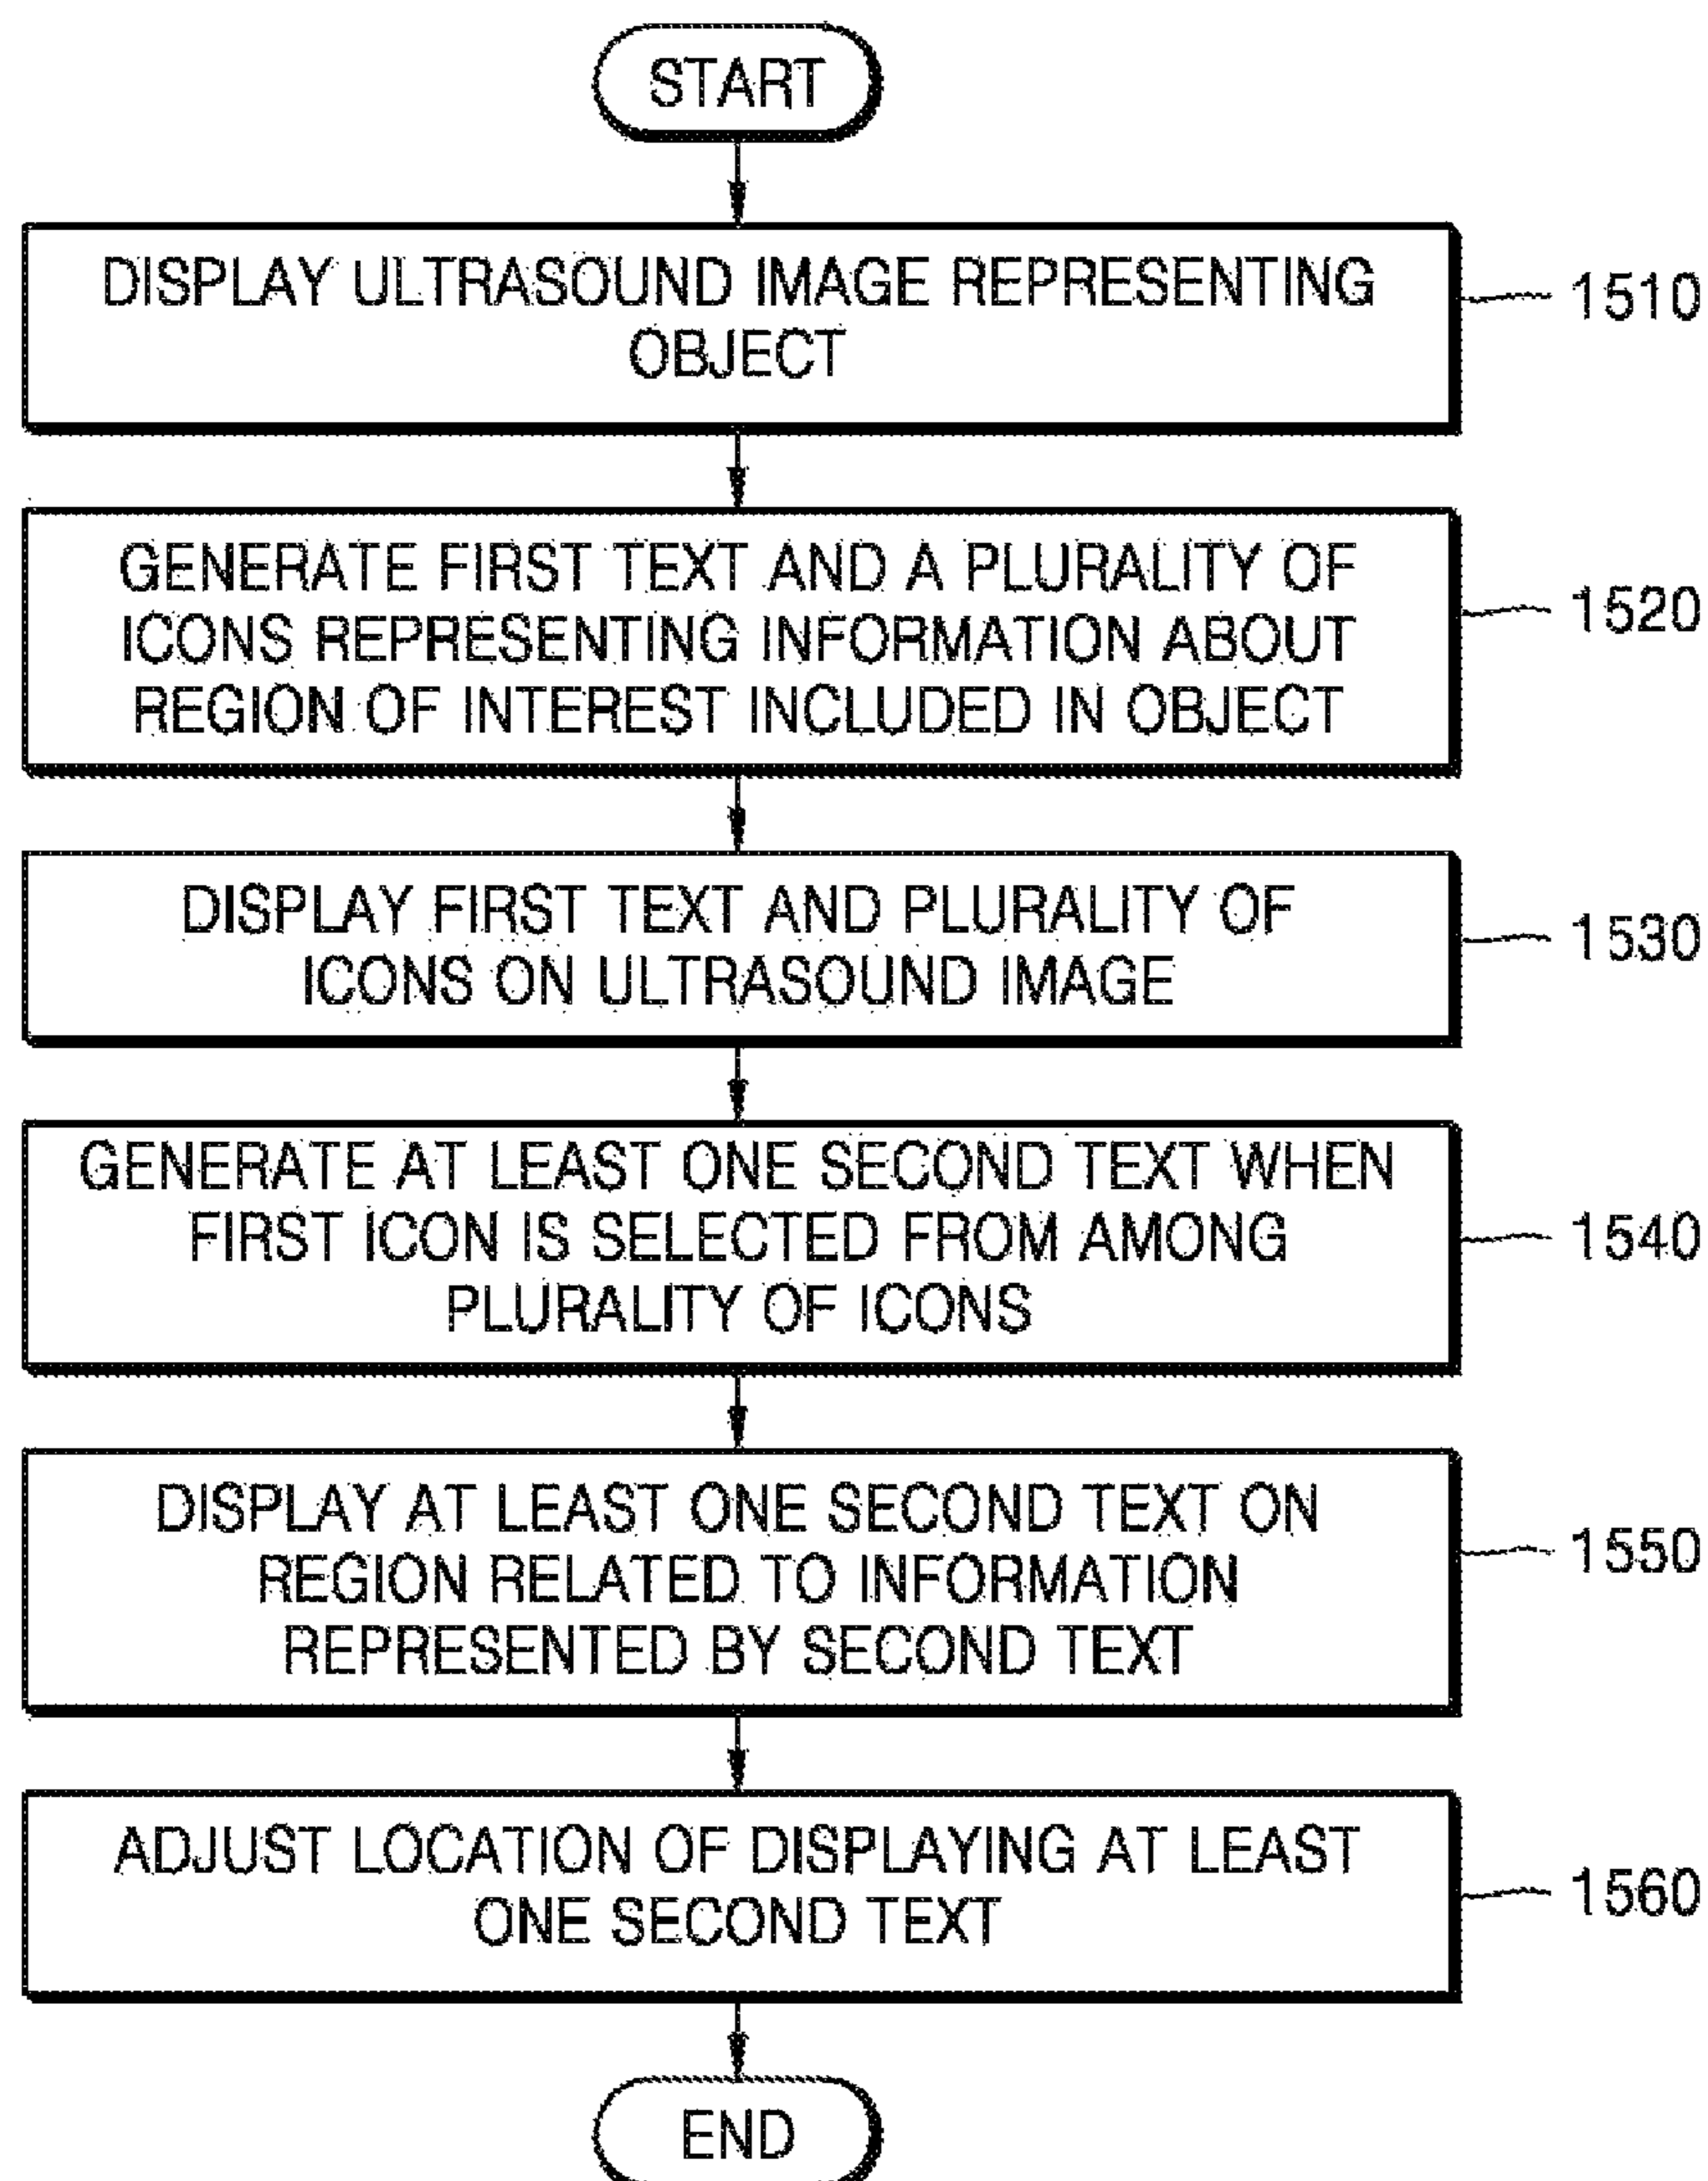 START
DISPLAY ULTRASOUND IMAGE REPRESENTING
OBJECT
1510
GENERATE FIRST TEXT AND A PLURALITY OF
ICONS REPRESENTING INFORMATION ABOUT
REGION OF INTEREST INCLUDED IN OBJECT
1520
DISPLAY FIRST TEXT AND PLURALITY OF
ICONS ON ULTRASOUND IMAGE
1530
GENERATE AT LEAST ONE SECOND TEXT WHEN
FIRST ICON IS SELECTED FROM AMONG
PLURALITY OF ICONS
1540
DISPLAY AT LEAST ONE SECOND TEXT ON
REGION RELATED TO INFORMATION
REPRESENTED BY SECOND TEXT
1550
ADJUST LOCATION OF DISPLAYING AT LEAST
ONE SECOND TEXT
1560
END